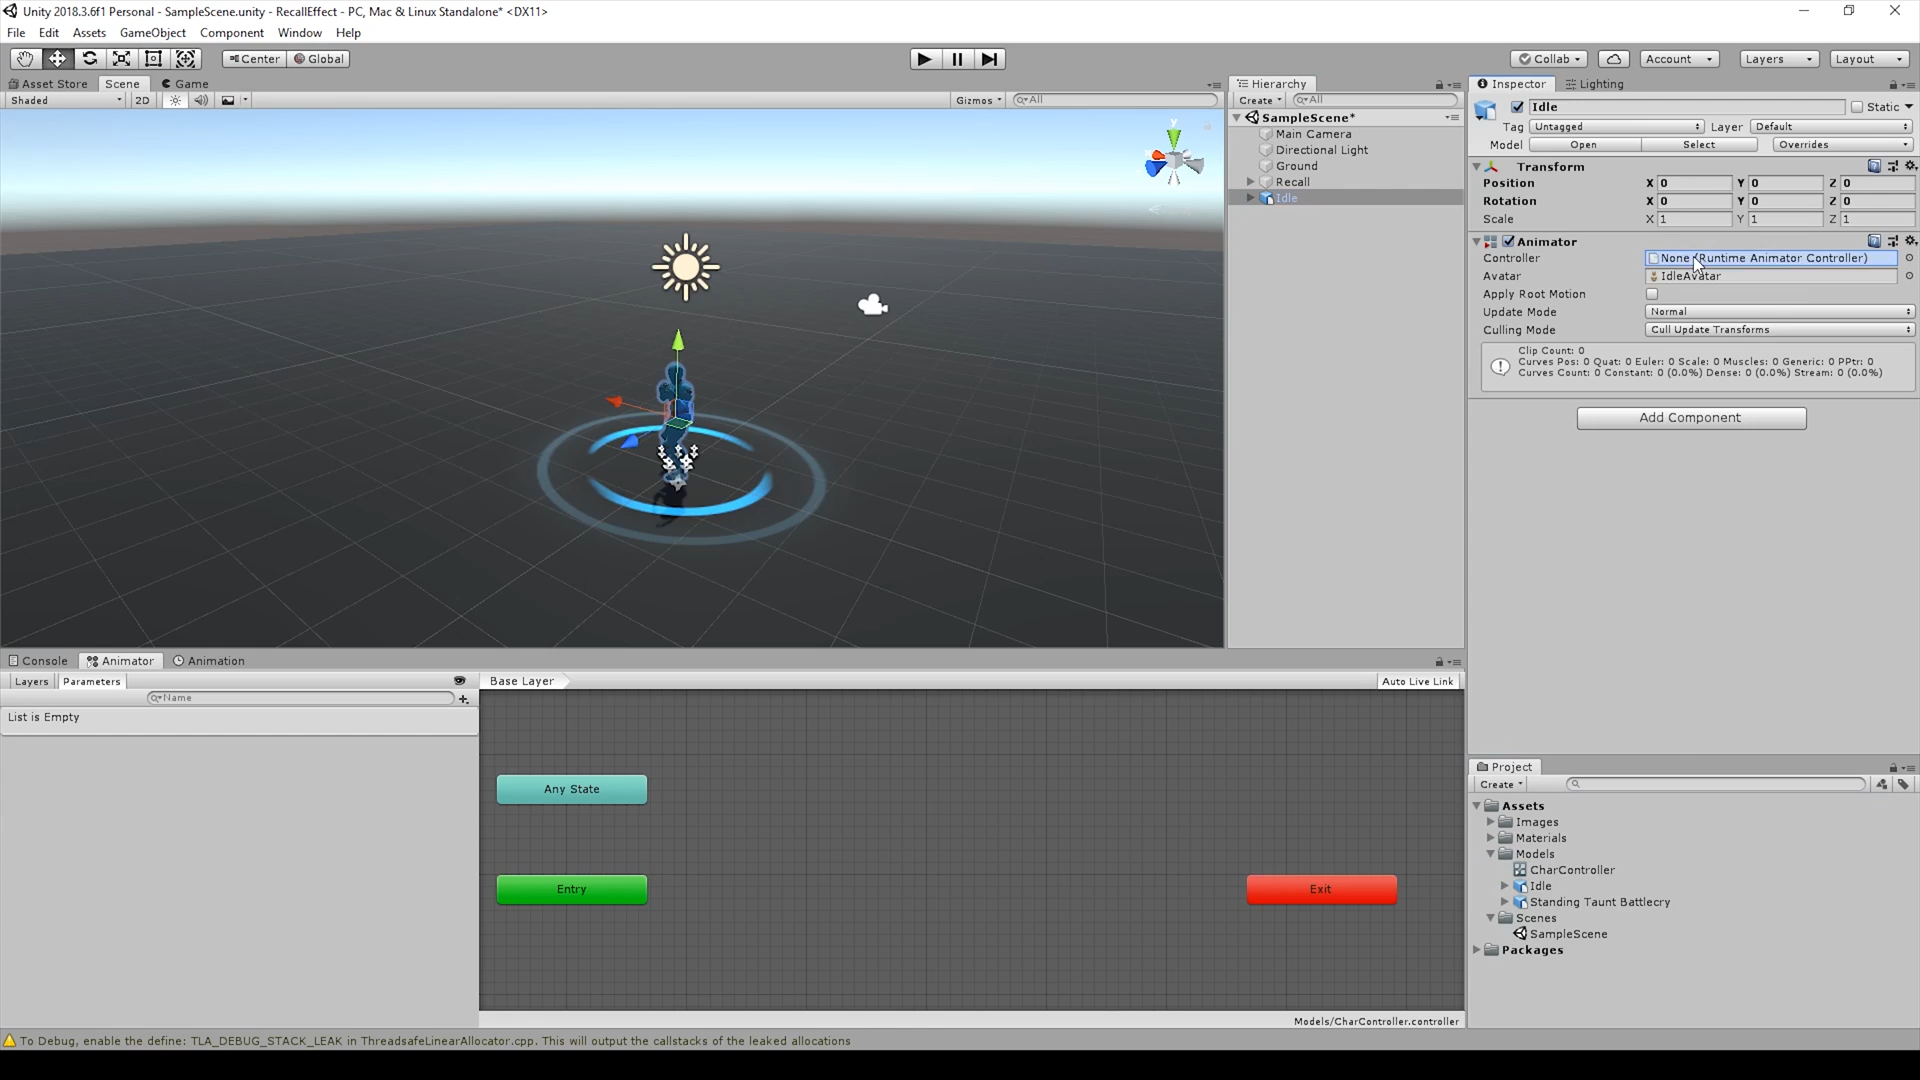 Unity 2018.3.6f1 Personal - SampleScene.unity - RecallEffect - PC, Mac & Linux Standalone* <DX11>
File Edit Assets GameObject Component Window Help
Center Global Collab Account Layers Layout
Asset Store Scene Game
Shaded 2D Gizmos All
y
Hierarchy
Create All
SampleScene*
Main Camera
Directional Light
Ground
Recall
Idle
Inspector Lighting
Idle Static
Tag Untagged Layer Default
Model Open Select Overrides
Transform
Position X 0 Y 0 Z 0
Rotation X 0 Y 0 Z 0
Scale X 1 Y 1 Z 1
Animator
Controller None (Runtime Animator Controller)
Avatar IdleAvatar
Apply Root Motion
Update Mode Normal
Culling Mode Cull Update Transforms
Clip Count: 0
Curves Pos: 0 Quat: 0 Euler: 0 Scale: 0 Muscles: 0 Generic: 0 PPtr: 0
Curves Count: 0 Constant: 0 (0.0%) Dense: 0 (0.0%) Stream: 0 (0.0%)
Add Component
Console Animator Animation
Layers Parameters
Name
List is Empty
Base Layer Auto Live Link
Any State
Entry
Exit
Models/CharController.controller
Project
Create
Assets
Images
Materials
Models
CharController
Idle
Standing Taunt Battlecry
Scenes
SampleScene
Packages
To Debug, enable the define: TLA_DEBUG_STACK_LEAK in ThreadsafeLinearAllocator.cpp. This will output the callstacks of the leaked allocations